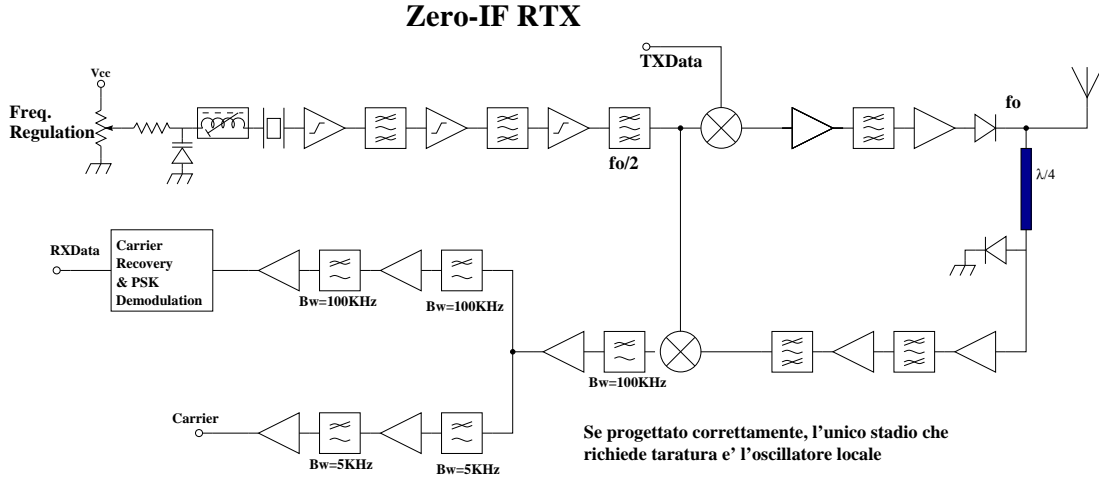 Zero-IF RTX
TXData
Vcc
Freq.
Regulation
fo
fo/2
λ/4
RXData
Carrier
Recovery
& PSK
Demodulation
Bw=100KHz
Bw=100KHz
Bw=100KHz
Carrier
Bw=5KHz
Bw=5KHz
Se progettato correttamente, l'unico stadio che
richiede taratura e' l'oscillatore locale